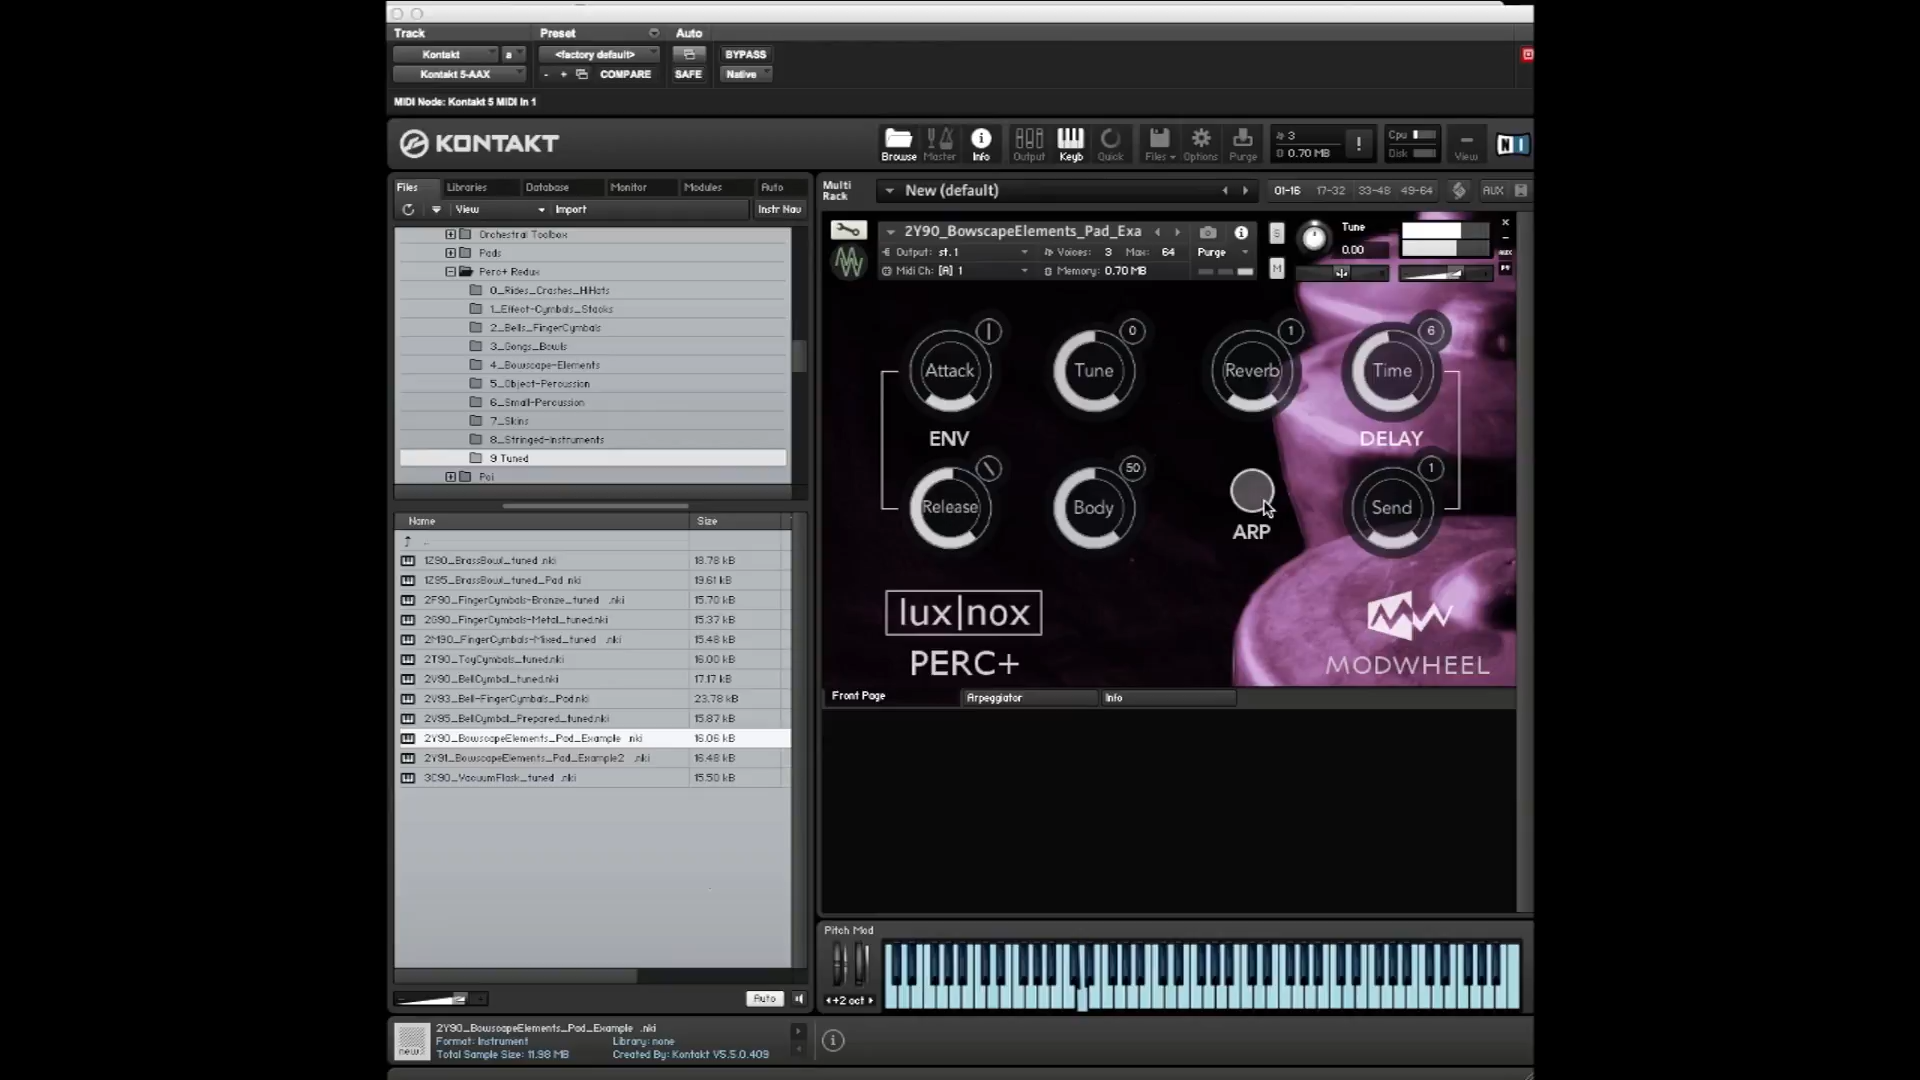 Track Preset Auto
Kontakt a <factory default> BYPASS
Kontakt 5-AAX - + COMPARE SAFE Native
MIDI Node: Kontakt 5 MIDI In 1
KONTAKT
Browse Master Info Output Keyb Quick Files Options Purge
3
0.70 MB
!
Cpu
Disk
View
NI
Files Libraries Database Monitor Modules Auto
View Import Instr Nav
Multi Rack
New (default)
01-16 17-32 33-48 49-64 AUX
Orchestral Toolbox
Pads
Perc+ Redux
0_Rides_Crashes_HiHats
1_Effect-Cymbals_Stacks
2_Bells_FingerCymbals
3_Gongs_Bowls
4_Bowscape-Elements
5_Object-Percussion
6_Small-Percussion
7_Skins
8_Stringed-Instruments
9 Tuned
Poi
2Y90_BowscapeElements_Pad_Exa
Output: st.1 Voices: 3 Max: 64 Purge
Midi Ch: [A] 1 Memory: 0.70 MB
S
M
Tune
0.00
Attack
Tune 0
Reverb 1
Time 6
ENV
DELAY
Release
Body 50
ARP
Send 1
lux|nox
PERC+
MODWHEEL
Front Page Arpeggiator Info
Name Size
..
1Z90_BrassBowl_tuned .nki 18.78 kB
1Z95_BrassBowl_tuned_Pad .nki 19.61 kB
2F90_FingerCymbals-Bronze_tuned .nki 15.70 kB
2G90_FingerCymbals-Metal_tuned.nki 15.37 kB
2M90_FingerCymbals-Mixed_tuned .nki 15.48 kB
2T90_ToyCymbals_tuned.nki 16.00 kB
2V90_BellCymbal_tuned.nki 17.17 kB
2V93_Bell-FingerCymbals_Pad.nki 23.78 kB
2V95_BellCymbal_Prepared_tuned.nki 15.87 kB
2Y90_BowscapeElements_Pad_Example .nki 16.06 kB
2Y91_BowscapeElements_Pad_Example2 .nki 16.48 kB
3C90_VacuumFlask_tuned .nki 15.50 kB
Pitch Mod
+2 oct
Auto
new
2Y90_BowscapeElements_Pad_Example .nki
Format: Instrument Library: none
Total Sample Size: 11.98 MB Created By: Kontakt V5.5.0.409